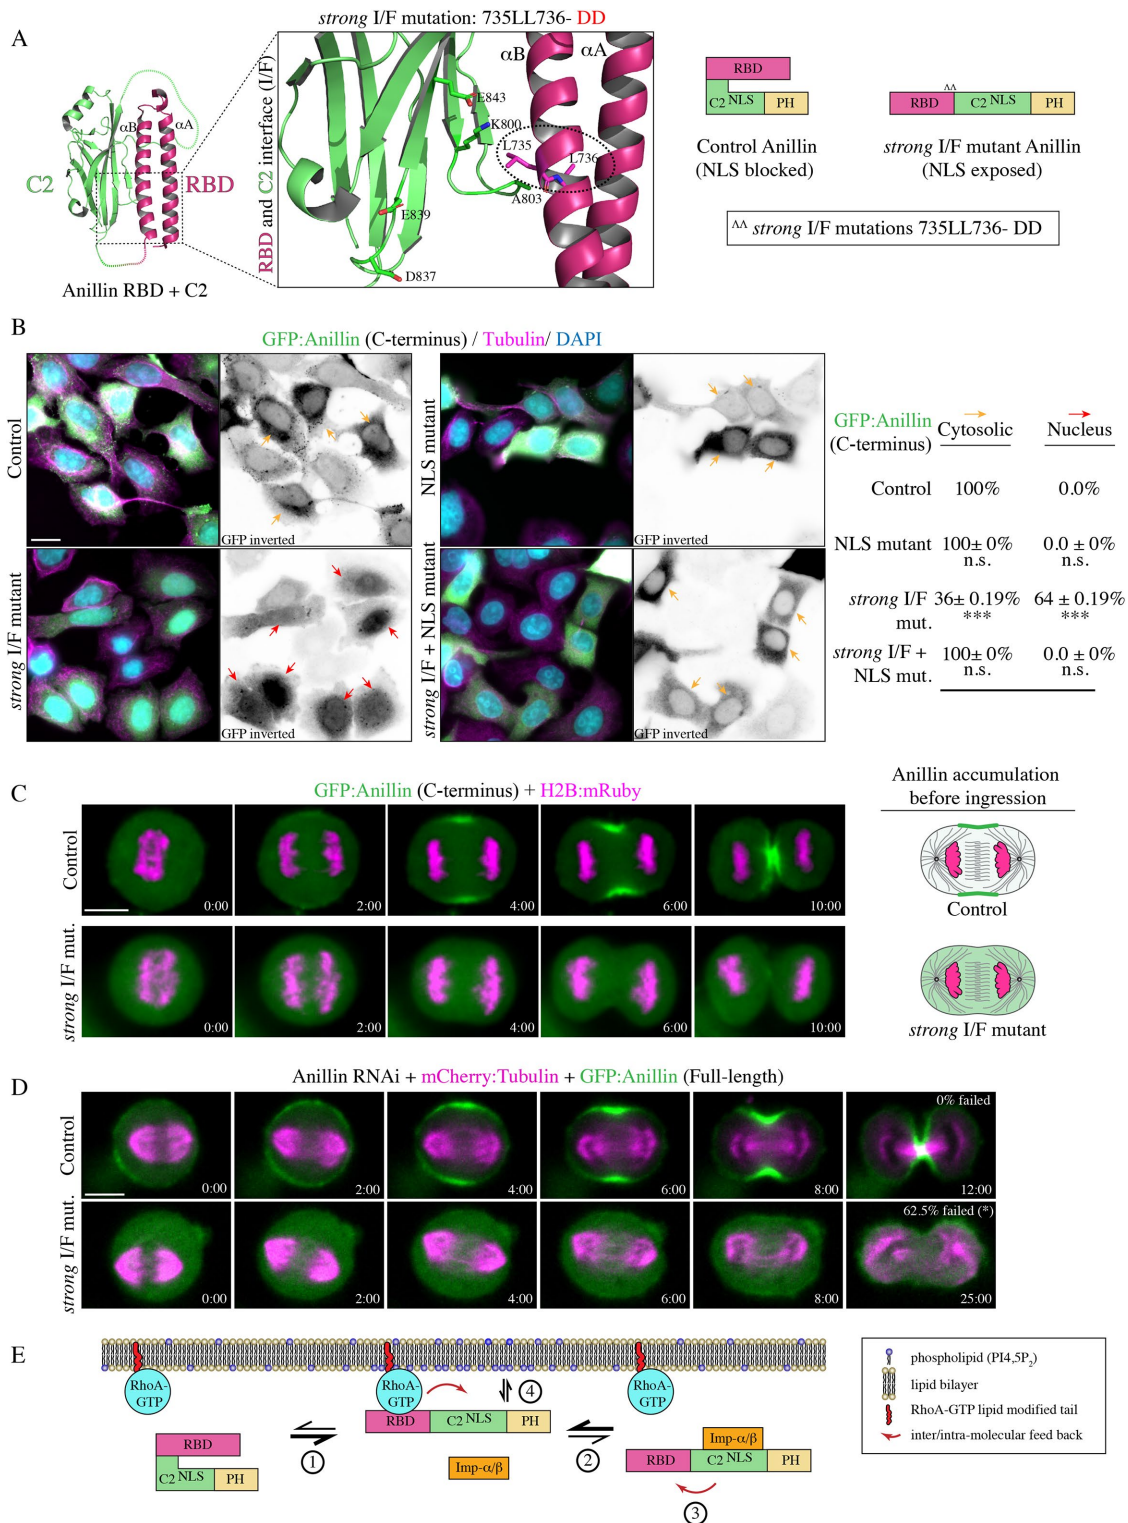 A
strong I/F mutation: 735LL736- DD
αB
αA
E843
K800
L735
L736
A803
E839
D837
RBD and C2 interface (I/F)
αB
αA
C2
RBD
Anillin RBD + C2
RBD
C2 NLS
PH
Control Anillin
(NLS blocked)
ΛΛ
RBD
C2 NLS
PH
strong I/F mutant Anillin
(NLS exposed)
ΛΛ strong I/F mutations 735LL736- DD
B
GFP:Anillin (C-terminus) / Tubulin/ DAPI
Control
GFP inverted
NLS mutant
GFP inverted
strong I/F mutant
GFP inverted
strong I/F + NLS mutant
GFP inverted
GFP:Anillin
(C-terminus)
Cytosolic
Nucleus
Control
100%
0.0%
NLS mutant
100± 0%
n.s.
0.0 ± 0%
n.s.
strong I/F
mut.
36± 0.19%
***
64 ± 0.19%
***
strong I/F +
NLS mut.
100± 0%
n.s.
0.0 ± 0%
n.s.
C
GFP:Anillin (C-terminus) + H2B:mRuby
Control
0:00
2:00
4:00
6:00
10:00
strong I/F mut.
0:00
2:00
4:00
6:00
10:00
Anillin accumulation
before ingression
Control
strong I/F mutant
D
Anillin RNAi + mCherry:Tubulin + GFP:Anillin (Full-length)
Control
0:00
2:00
4:00
6:00
8:00
0% failed
12:00
strong I/F mut.
0:00
2:00
4:00
6:00
8:00
62.5% failed (*)
25:00
E
RhoA-
GTP
RBD
C2 NLS
PH
1
RhoA-
GTP
4
RBD
C2 NLS
PH
Imp-α/β
2
RhoA-
GTP
Imp-α/β
RBD
C2 NLS
PH
3
phospholipid (PI4,5P2)
lipid bilayer
RhoA-GTP lipid modified tail
inter/intra-molecular feed back